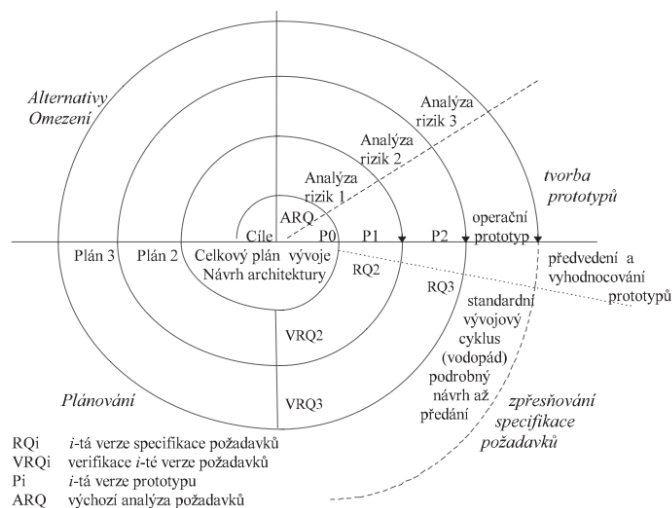 Alternativy
Omezení
Analýza
rizik 3
Analýza
rizik 2
Analýza
rizik 1
tvorba
prototypů
ARQ
operační
prototyp
Cíle
P0
P1
P2
Plán 3
Plán 2
Celkový plán vývoje
Návrh architektury
RQ2
RQ3
předvedení a
vyhodnocování
prototypů
standardní
vývojový
cyklus
(vodopád)
podrobný
návrh až
předání
VRQ2
VRQ3
Plánování
zpřesňování
specifikace
požadavků
RQi i-tá verze specifikace požadavků
VRQi verifikace i-té verze požadavků
Pi i-tá verze prototypu
ARQ výchozí analýza požadavků